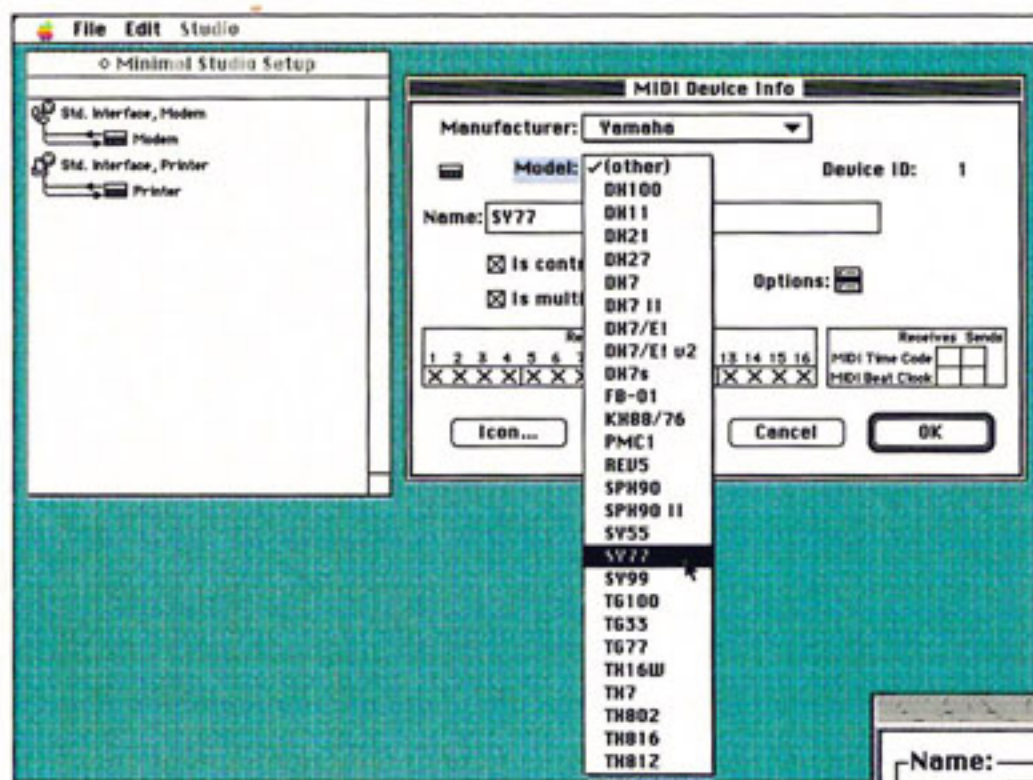 File Edit Studio
Minimal Studio Setup
Std. Interface, Modem
Modem
Std. Interface, Printer
Printer
MIDI Device Info
Manufacturer: Yamaha
Model:
Device ID: 1
Name: SY77
Is cont
Is multi
Options:
Re
1 2 3 4 5 6 7
13 14 15 16
Receives Sends
MIDI Time Code
MIDI Beat Clock
Icon...
Cancel
OK
(other)
DX100
DX11
DX21
DX27
DX7
DX7 II
DX7/E!
DX7/E! v2
DX7s
FB-01
KX88/76
PMC1
REV5
SPX90
SPX90 II
SY55
SY77
SY99
TG100
TG33
TG77
TX16W
TX7
TX802
TX816
TX81Z
Name: